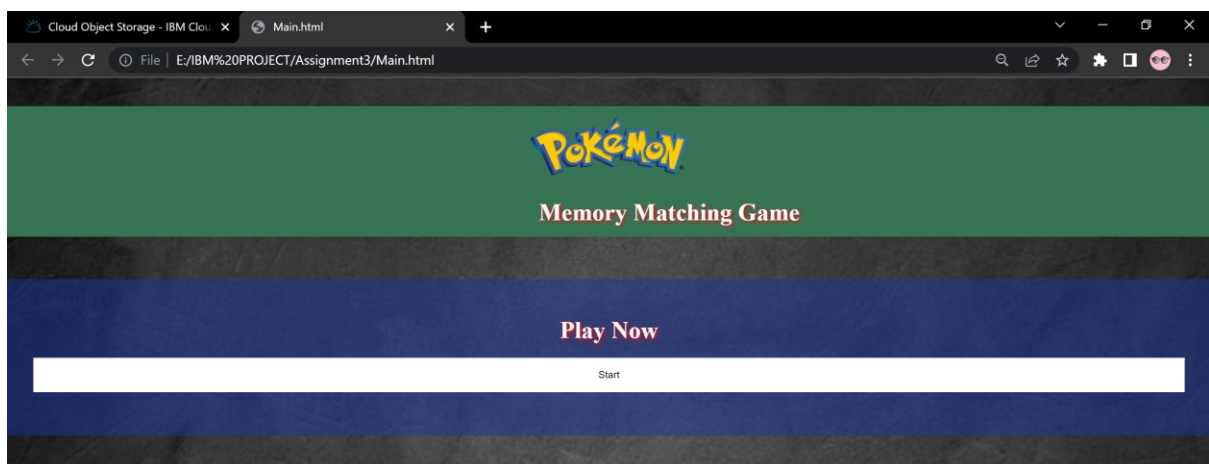 Cloud Object Storage - IBM Clou
Main.html
File | E:/IBM%20PROJECT/Assignment3/Main.html
POKéMON
Memory Matching Game
Play Now
Start